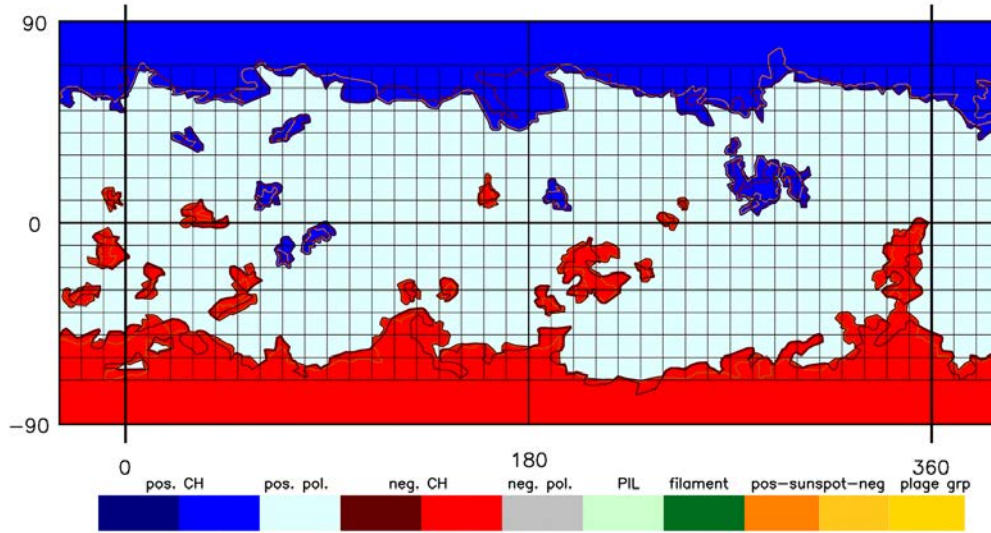 90
0
-90
0 180 360
pos. CH pos. pol. neg. CH neg. pol. PIL filament pos-sunspot-neg plage grp